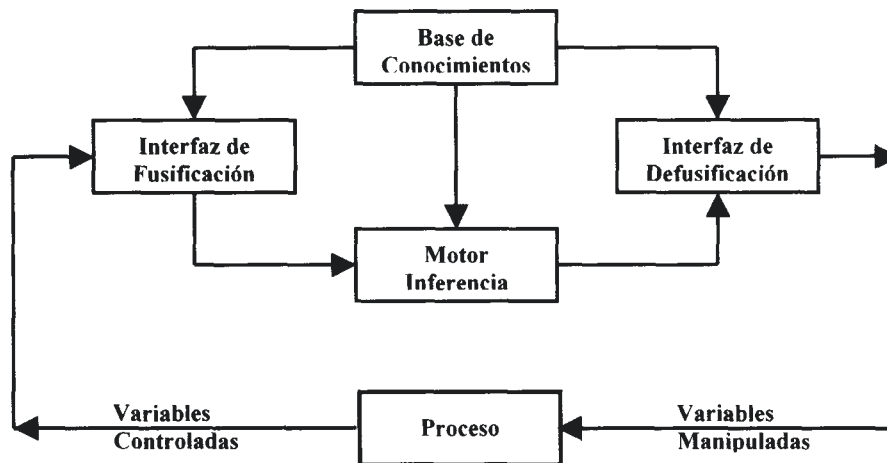 Base de
Conocimientos
Interfaz de
Fusificación
Interfaz de
Defusificación
Motor
Inferencia
Variables
Controladas
Proceso
Variables
Manipuladas